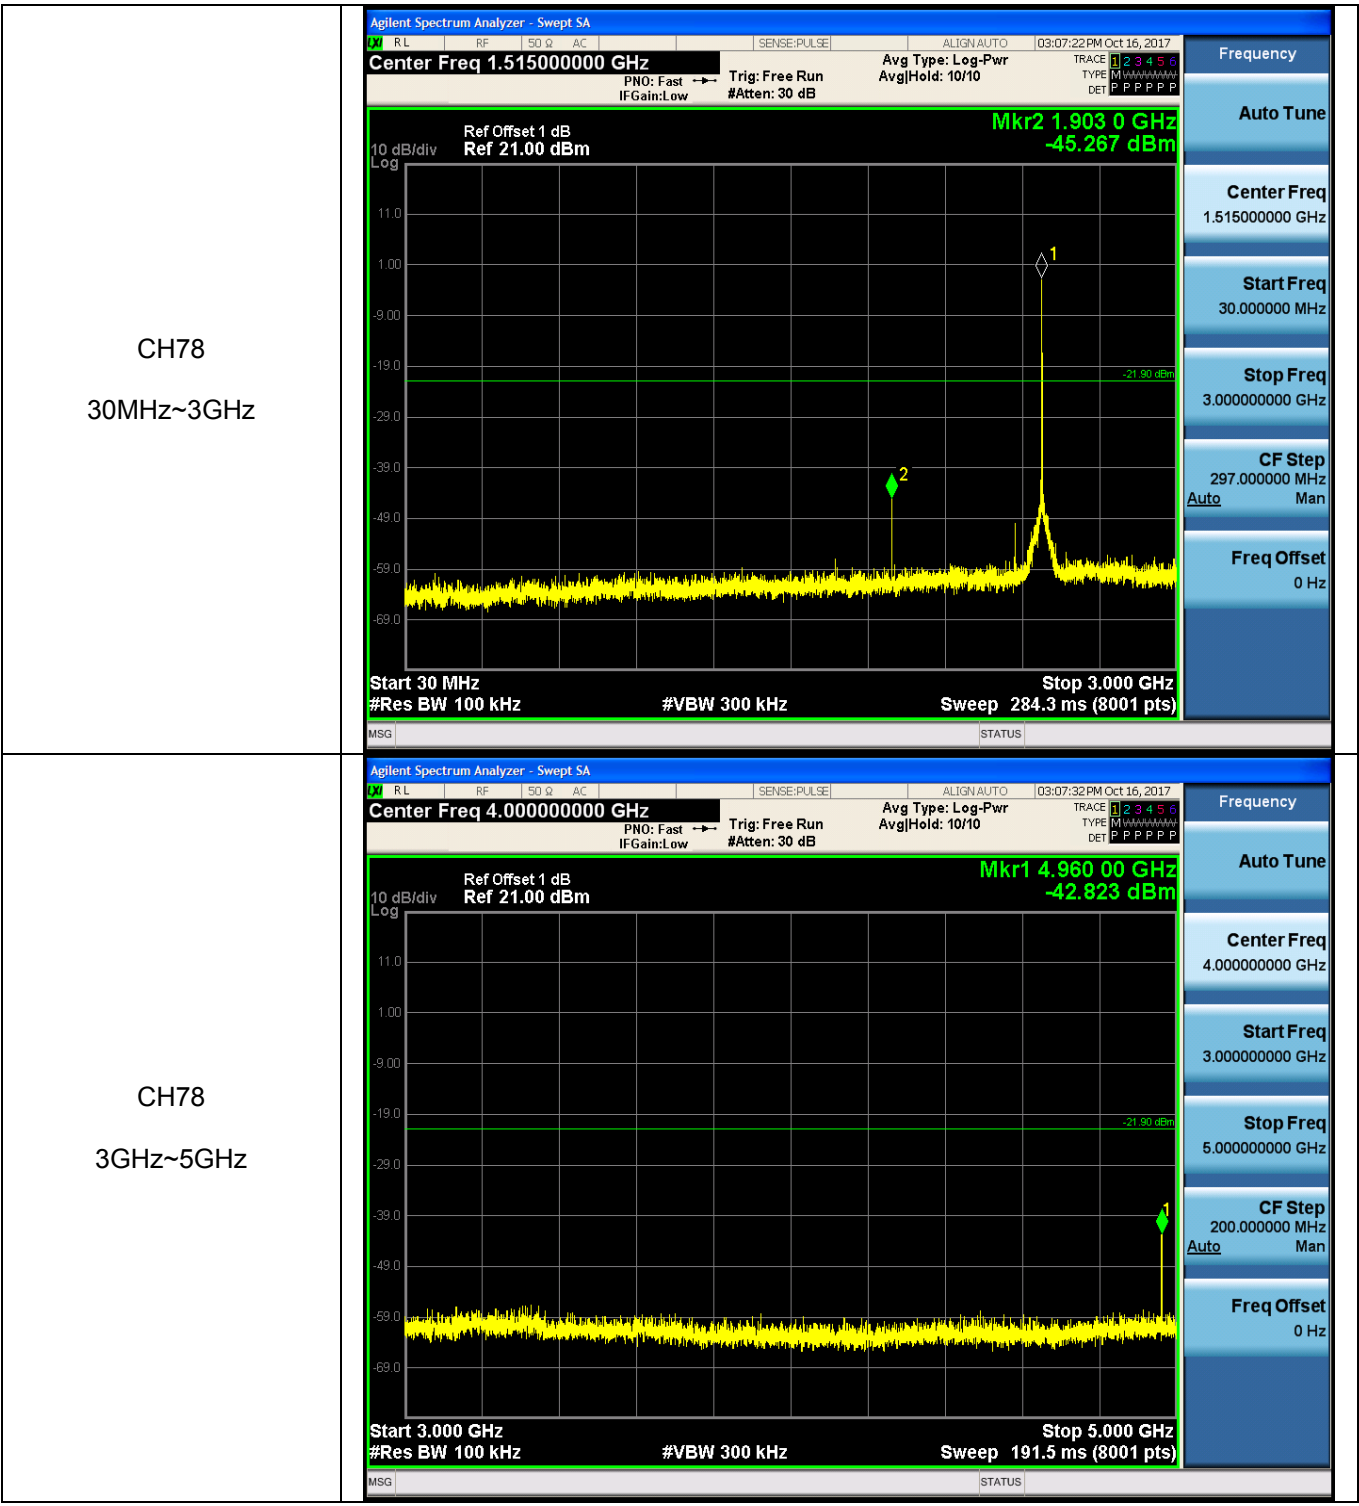 CH78
30MHz~3GHz
Agilent Spectrum Analyzer - Swept SA
LXI RL RF 50 Ω AC SENSE:PULSE ALIGN AUTO 03:07:22 PM Oct 16, 2017
Center Freq 1.515000000 GHz
PNO: Fast
IFGain:Low
Trig: Free Run
#Atten: 30 dB
Avg Type: Log-Pwr
Avg|Hold: 10/10
TRACE 1 2 3 4 5 6
TYPE M
DET P P P P P P
Mkr2 1.903 0 GHz
-45.267 dBm
Ref Offset 1 dB
10 dB/div Ref 21.00 dBm
Log
11.0
1.00
-9.00
-19.0
-29.0
-39.0
-49.0
-59.0
-69.0
1
-21.90 dBm
2
Start 30 MHz Stop 3.000 GHz
#Res BW 100 kHz #VBW 300 kHz Sweep 284.3 ms (8001 pts)
MSG STATUS
Frequency
Auto Tune
Center Freq
1.515000000 GHz
Start Freq
30.000000 MHz
Stop Freq
3.000000000 GHz
CF Step
297.000000 MHz
Auto Man
Freq Offset
0 Hz
CH78
3GHz~5GHz
Agilent Spectrum Analyzer - Swept SA
LXI RL RF 50 Ω AC SENSE:PULSE ALIGN AUTO 03:07:32 PM Oct 16, 2017
Center Freq 4.000000000 GHz
PNO: Fast
IFGain:Low
Trig: Free Run
#Atten: 30 dB
Avg Type: Log-Pwr
Avg|Hold: 10/10
TRACE 1 2 3 4 5 6
TYPE M
DET P P P P P P
Mkr1 4.960 00 GHz
-42.823 dBm
Ref Offset 1 dB
10 dB/div Ref 21.00 dBm
Log
11.0
1.00
-9.00
-19.0
-29.0
-39.0
-49.0
-59.0
-69.0
-21.90 dBm
1
Start 3.000 GHz Stop 5.000 GHz
#Res BW 100 kHz #VBW 300 kHz Sweep 191.5 ms (8001 pts)
MSG STATUS
Frequency
Auto Tune
Center Freq
4.000000000 GHz
Start Freq
3.000000000 GHz
Stop Freq
5.000000000 GHz
CF Step
200.000000 MHz
Auto Man
Freq Offset
0 Hz